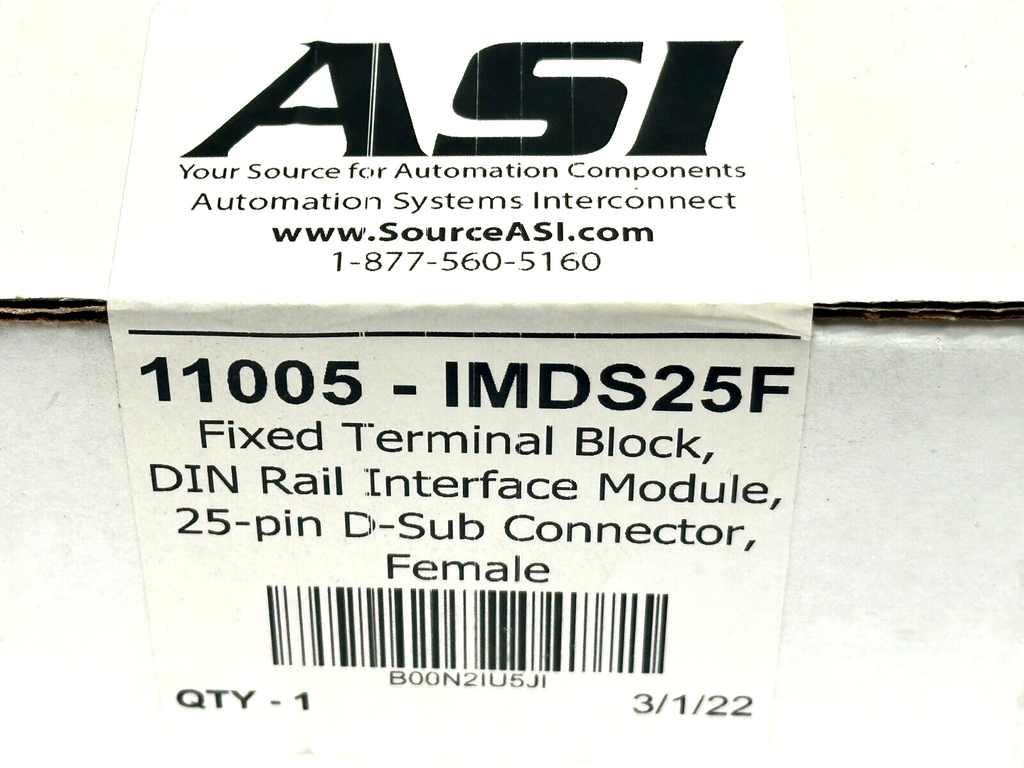 ASI
Your Source for Automation Components
Automation Systems Interconnect
www.SourceASI.com
1-877-560-5160
11005 - IMDS25F
Fixed Terminal Block,
DIN Rail Interface Module,
25-pin D-Sub Connector,
Female
B00N2IU5JI
QTY - 1
3/1/22